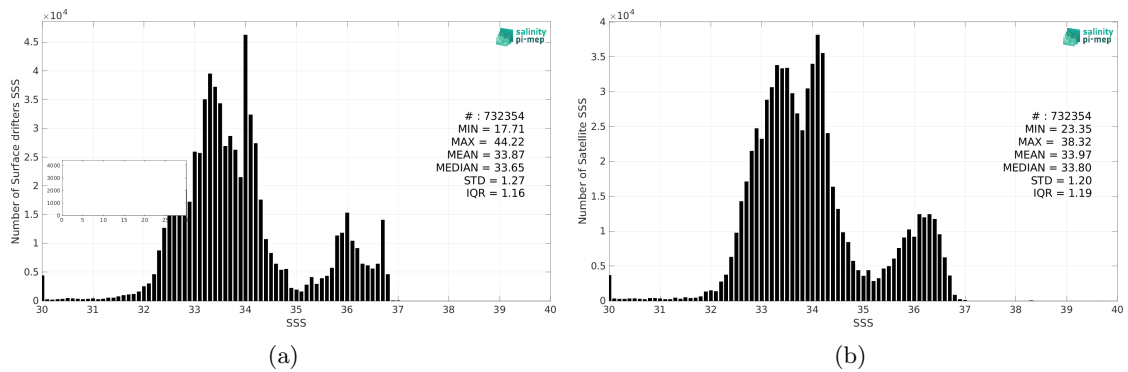 ×10⁴
4.5
4
3.5
3
2.5
2
1.5
1
0.5
0
Number of Surface drifters SSS
4000
3000
2000
1000
0
0 5 10 15 20 25
30 31 32 33 34 35 36 37 38 39 40
SSS
salinity
pi-mep
# : 732354
MIN = 17.71
MAX = 44.22
MEAN = 33.87
MEDIAN = 33.65
STD = 1.27
IQR = 1.16
(a)
×10⁴
4
3.5
3
2.5
2
1.5
1
0.5
0
Number of Satellite SSS
30 31 32 33 34 35 36 37 38 39 40
SSS
salinity
pi-mep
# : 732354
MIN = 23.35
MAX = 38.32
MEAN = 33.97
MEDIAN = 33.80
STD = 1.20
IQR = 1.19
(b)